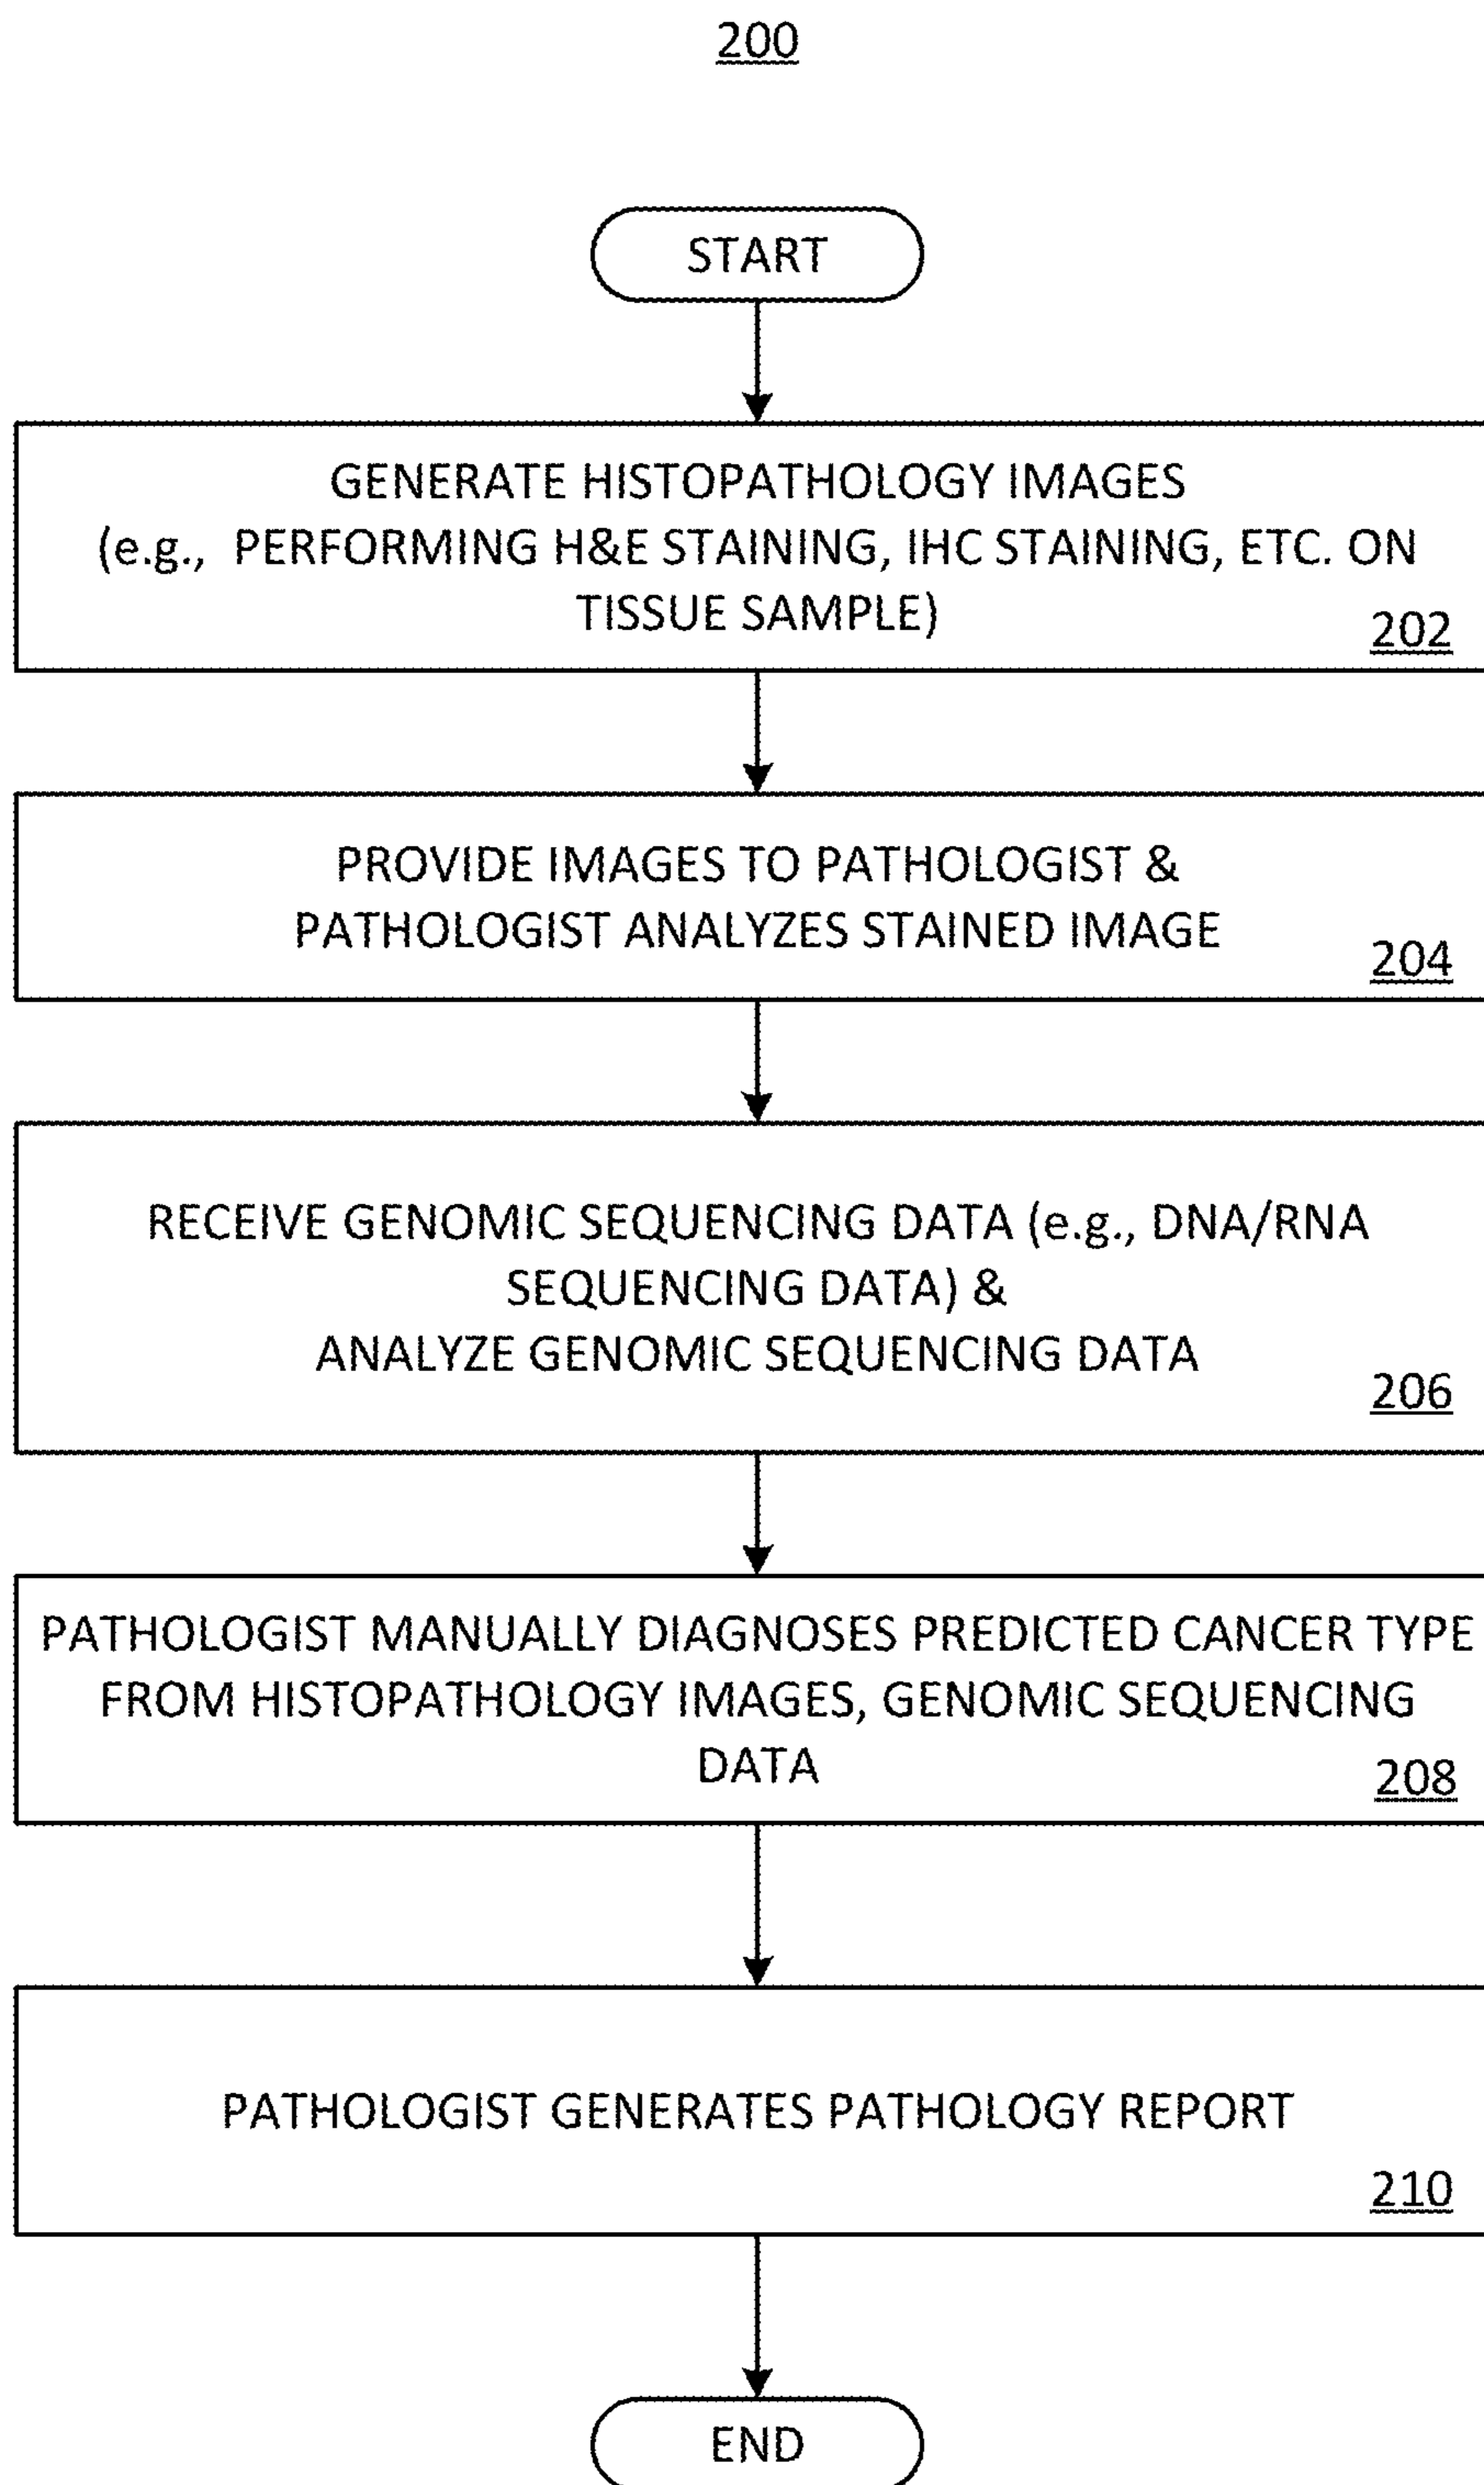 200
START
GENERATE HISTOPATHOLOGY IMAGES
(e.g., PERFORMING H&E STAINING, IHC STAINING, ETC. ON
TISSUE SAMPLE)
202
PROVIDE IMAGES TO PATHOLOGIST &
PATHOLOGIST ANALYZES STAINED IMAGE
204
RECEIVE GENOMIC SEQUENCING DATA (e.g., DNA/RNA
SEQUENCING DATA) &
ANALYZE GENOMIC SEQUENCING DATA
206
PATHOLOGIST MANUALLY DIAGNOSES PREDICTED CANCER TYPE
FROM HISTOPATHOLOGY IMAGES, GENOMIC SEQUENCING
DATA
208
PATHOLOGIST GENERATES PATHOLOGY REPORT
210
END